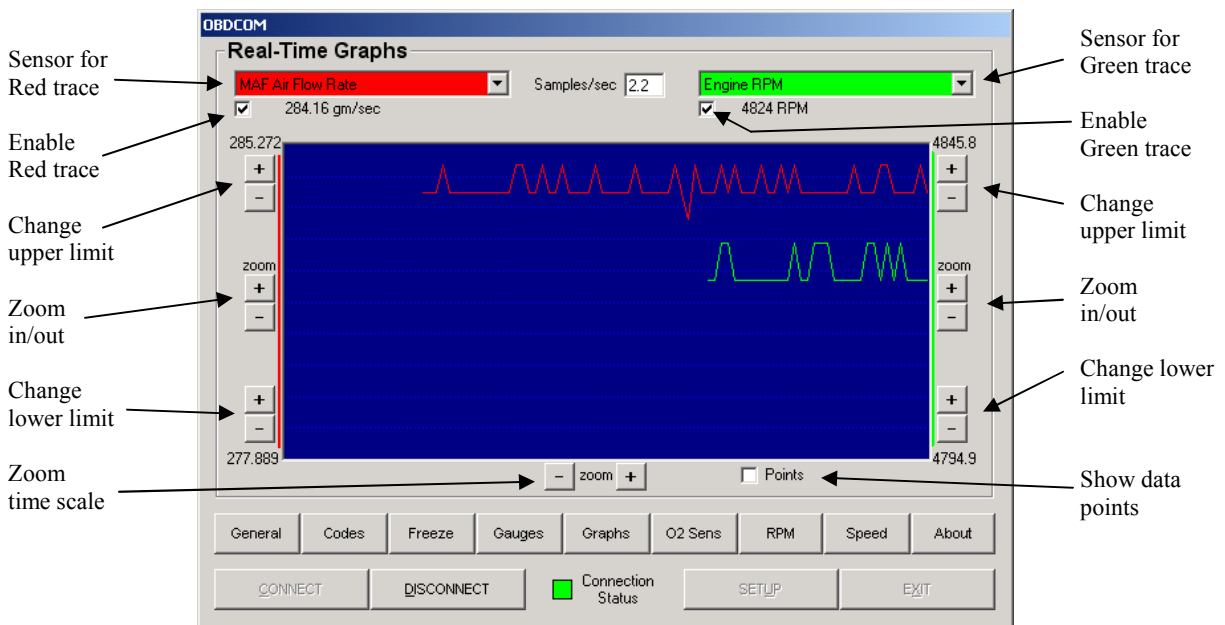 OBDCOM
Real-Time Graphs
Sensor for
Red trace
MAF Air Flow Rate
Samples/sec 2.2
Engine RPM
Sensor for
Green trace
284.16 gm/sec
4824 RPM
Enable
Red trace
Enable
Green trace
285.272
4845.8
+
+
-
-
Change
upper limit
Change
upper limit
zoom
zoom
+
+
-
-
Zoom
in/out
Zoom
in/out
Change
lower limit
Change lower
limit
+
+
-
-
277.889
4794.9
Zoom
time scale
- zoom +
Points
Show data
points
General Codes Freeze Gauges Graphs O2 Sens RPM Speed About
CONNECT DISCONNECT Connection
Status SETUP EXIT